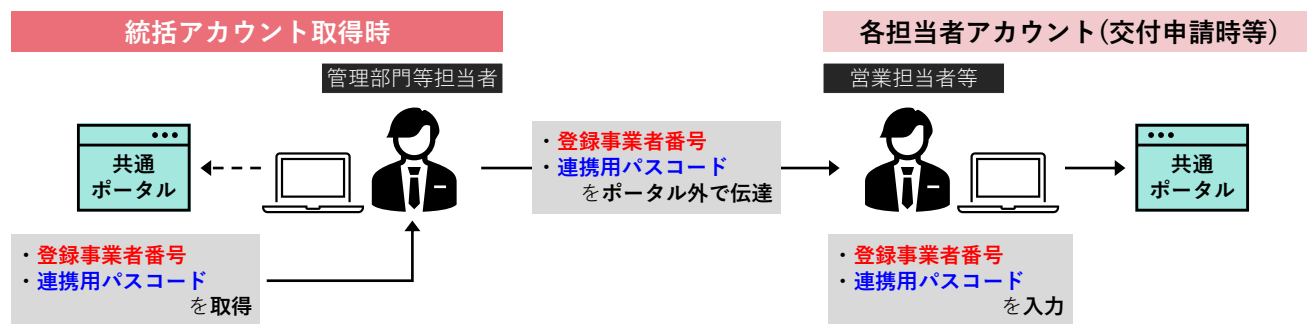 統括アカウント取得時
管理部門等担当者
共通
ポータル
・登録事業者番号
・連携用パスコード
を取得
・登録事業者番号
・連携用パスコード
をポータル外で伝達
各担当者アカウント(交付申請時等)
営業担当者等
共通
ポータル
・登録事業者番号
・連携用パスコード
を入力